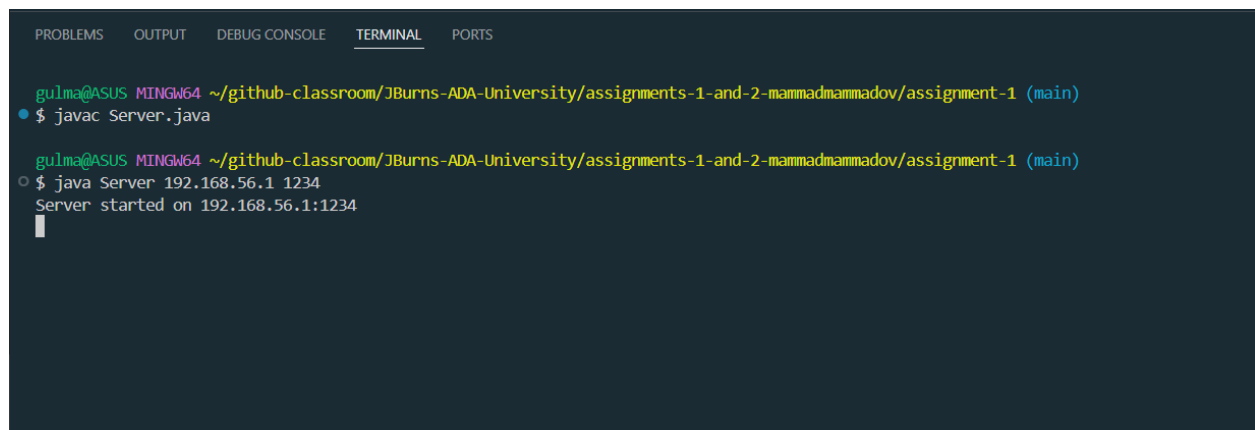 PROBLEMS OUTPUT DEBUG CONSOLE TERMINAL PORTS
gulma@ASUS MINGW64 ~/github-classroom/JBurns-ADA-University/assignments-1-and-2-mammadmammadov/assignment-1 (main)
$ javac Server.java
gulma@ASUS MINGW64 ~/github-classroom/JBurns-ADA-University/assignments-1-and-2-mammadmammadov/assignment-1 (main)
$ java Server 192.168.56.1 1234
Server started on 192.168.56.1:1234